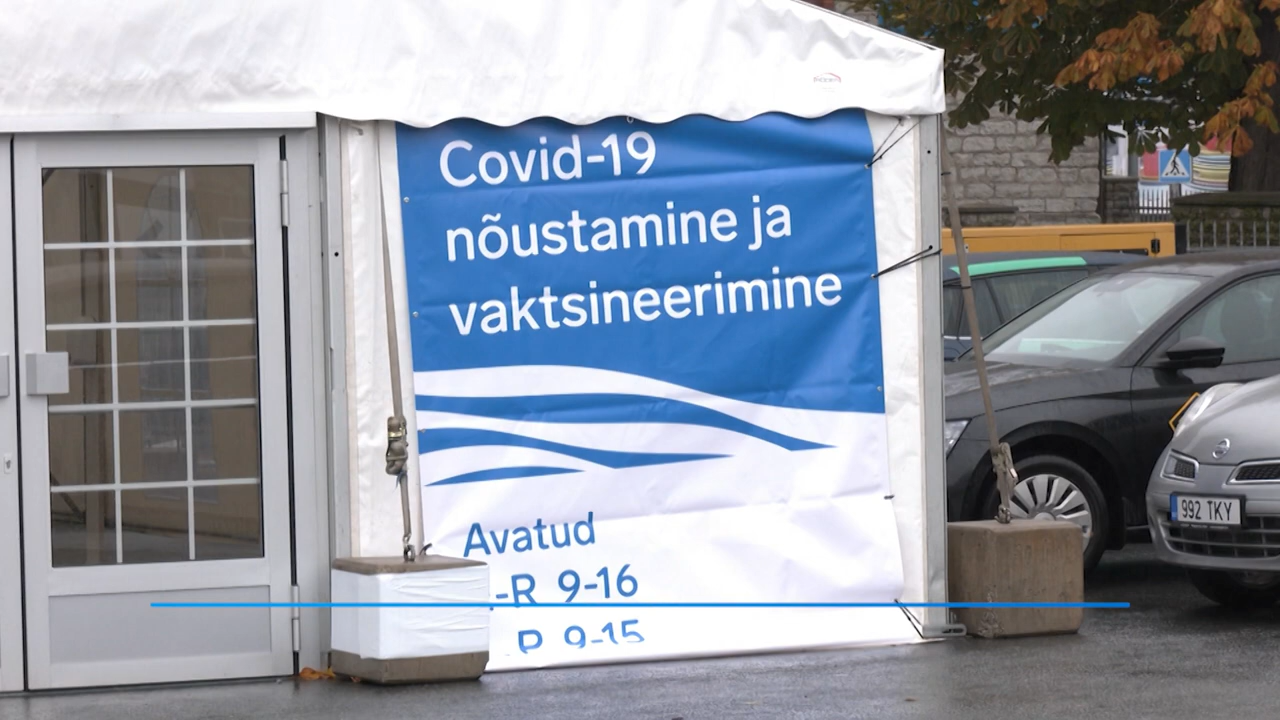 Covid-19
nõustamine ja
vaktsineerimine
Avatud
-R 9-16
P 9-15
992 TKY